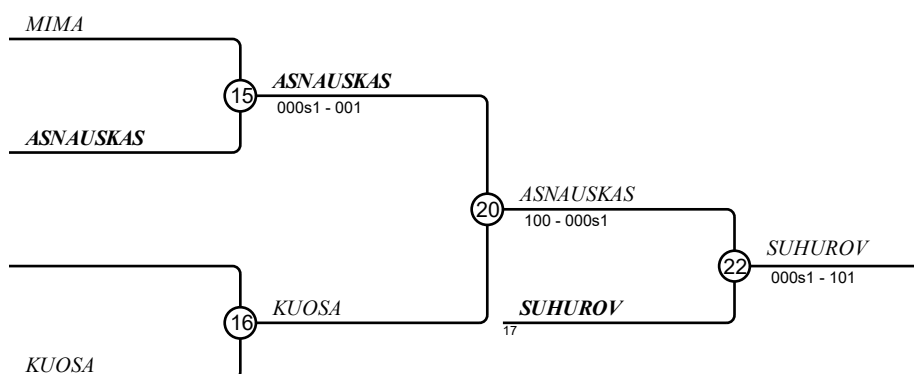 MIMA
15
ASNAUSKAS
000s1 - 001
ASNAUSKAS
20
ASNAUSKAS
100 - 000s1
22
SUHUROV
000s1 - 101
16
KUOSA
SUHUROV
17
KUOSA